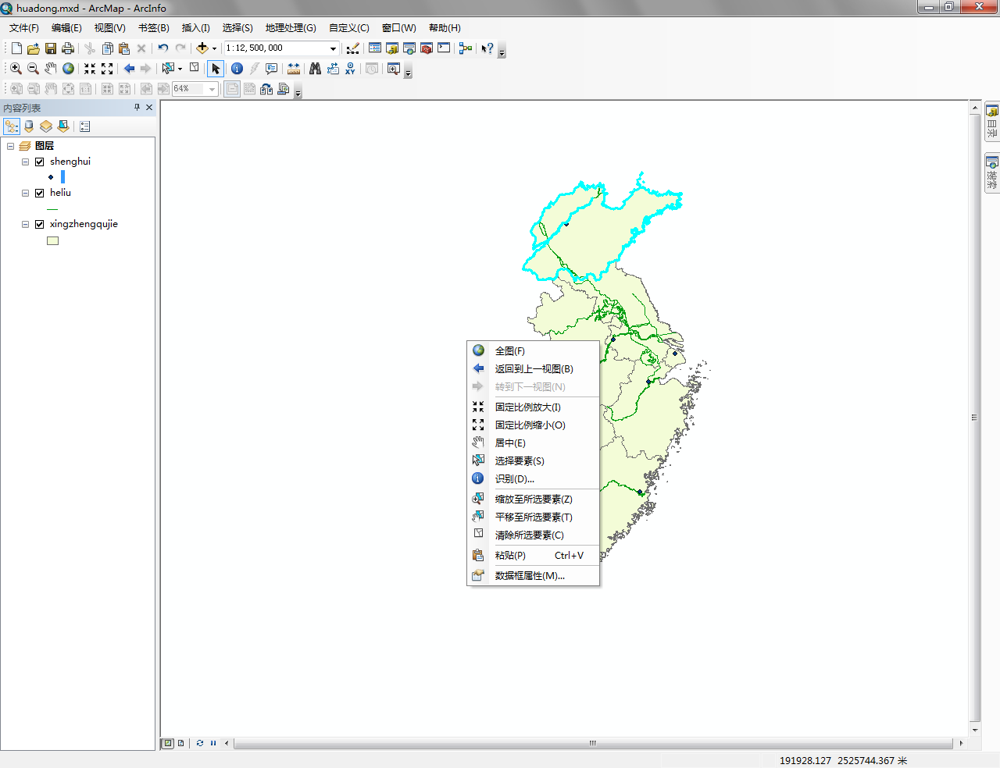 huadong.mxd - ArcMap - ArcInfo
文件(F) 编辑(E) 视图(V) 书签(B) 插入(I) 选择(S) 地理处理(G) 自定义(C) 窗口(W) 帮助(H)
1:12,500,000
64%
内容列表
图层
shenghui
heliu
xingzhengqujie
全图(F)
返回到上一视图(B)
转到下一视图(N)
固定比例放大(I)
固定比例缩小(O)
居中(E)
选择要素(S)
识别(D)...
缩放至所选要素(Z)
平移至所选要素(T)
清除所选要素(C)
粘贴(P) Ctrl+V
数据框属性(M)...
目录
搜索
191928.127 2525744.367 米